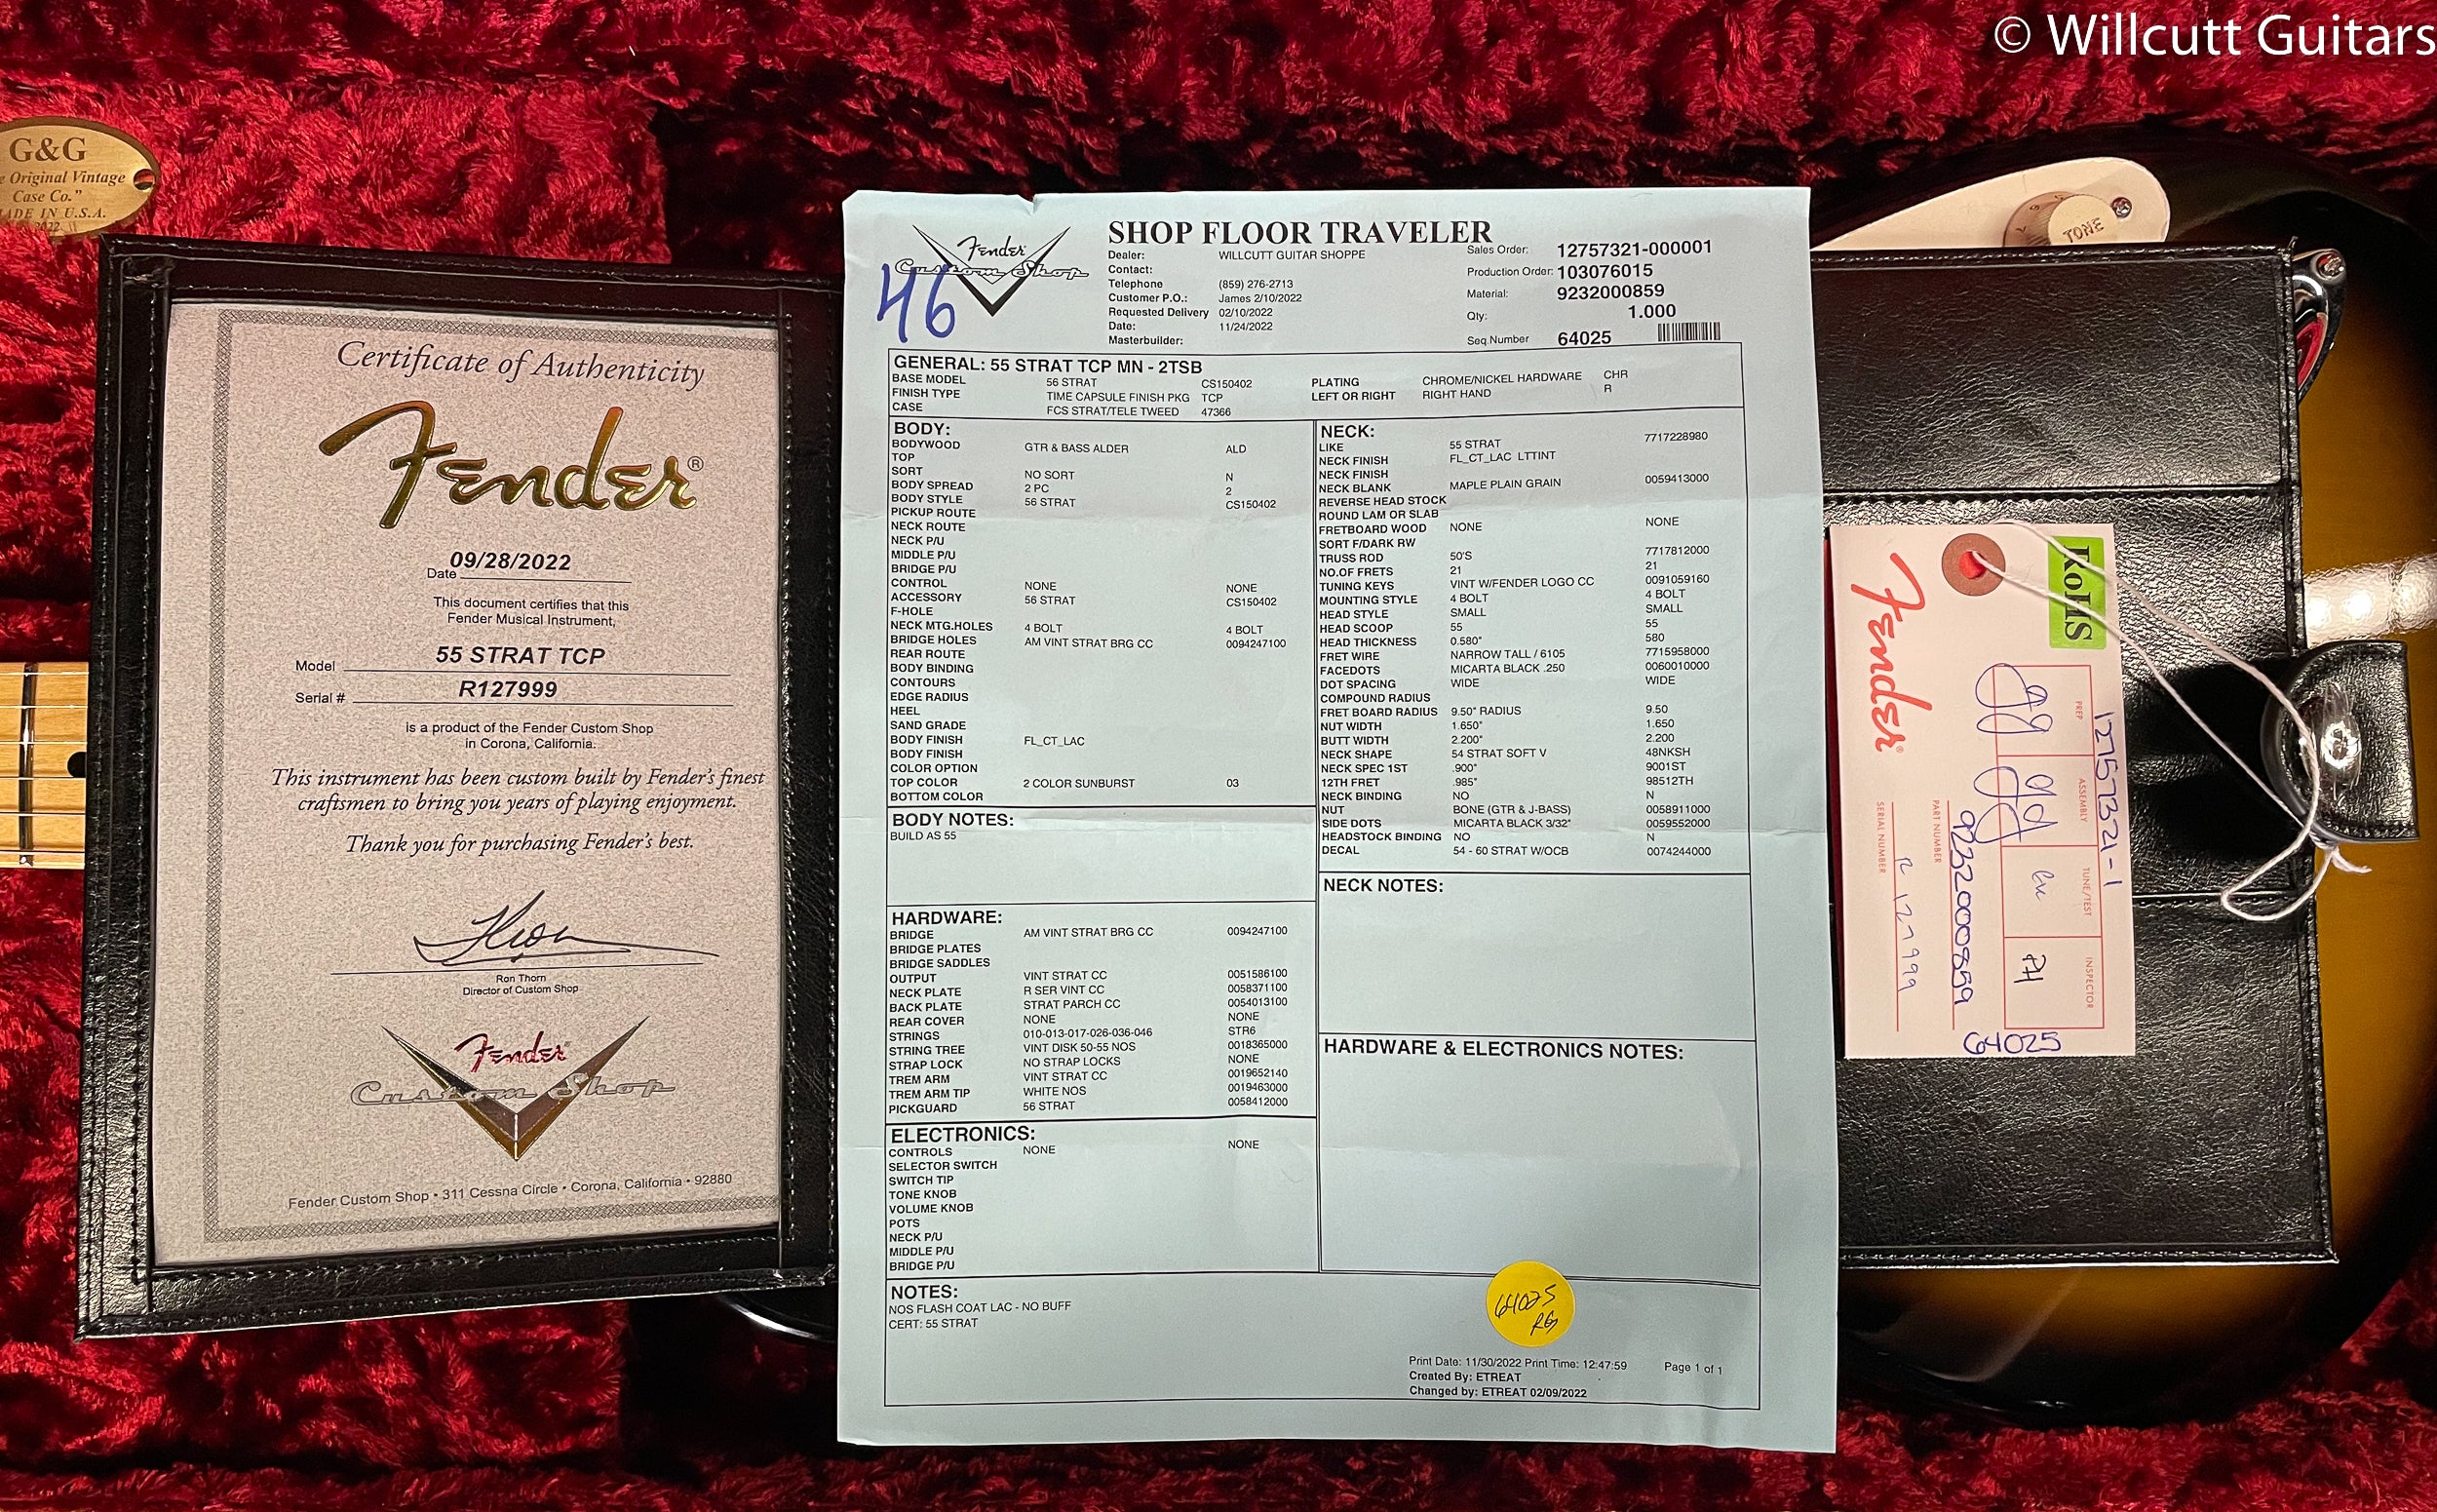 © Willcutt Guitars
G&G
Original Vintage
Case Co."
MADE IN U.S.A.
2022
Certificate of Authenticity
Fender®
Date 09/28/2022
This document certifies that this
Fender Musical Instrument,
Model 55 STRAT TCP
Serial # R127999
is a product of the Fender Custom Shop
in Corona, California.
This instrument has been custom built by Fender's finest
craftsmen to bring you years of playing enjoyment.
Thank you for purchasing Fender's best.
Ron Thorn
Director of Custom Shop
Fender
Custom Shop
Fender Custom Shop • 311 Cessna Circle • Corona, California • 92880
Fender
Custom Shop
46
SHOP FLOOR TRAVELER
Dealer: WILLCUTT GUITAR SHOPPE
Contact:
Telephone (859) 276-2713
Customer P.O.: James 2/10/2022
Requested Delivery 02/10/2022
Date: 11/24/2022
Masterbuilder:
Sales Order: 12757321-000001
Production Order: 103076015
Material: 9232000859
Qty: 1.000
Seq Number 64025
GENERAL: 55 STRAT TCP MN - 2TSB
BASE MODEL 56 STRAT CS150402
FINISH TYPE TIME CAPSULE FINISH PKG TCP
CASE FCS STRAT/TELE TWEED 47366
PLATING CHROME/NICKEL HARDWARE CHR
LEFT OR RIGHT RIGHT HAND R
BODY:
BODYWOOD GTR & BASS ALDER ALD
TOP
SORT NO SORT N
BODY SPREAD 2 PC 2
BODY STYLE 56 STRAT CS150402
PICKUP ROUTE
NECK ROUTE
NECK P/U
MIDDLE P/U
BRIDGE P/U
CONTROL NONE NONE
ACCESSORY 56 STRAT CS150402
F-HOLE
NECK MTG.HOLES 4 BOLT 4 BOLT
BRIDGE HOLES AM VINT STRAT BRG CC 0094247100
REAR ROUTE
BODY BINDING
CONTOURS
EDGE RADIUS
HEEL
SAND GRADE
BODY FINISH FL_CT_LAC
BODY FINISH
COLOR OPTION
TOP COLOR 2 COLOR SUNBURST 03
BOTTOM COLOR
BODY NOTES:
BUILD AS 55
HARDWARE:
BRIDGE AM VINT STRAT BRG CC 0094247100
BRIDGE PLATES
BRIDGE SADDLES
OUTPUT VINT STRAT CC 0051586100
NECK PLATE R SER VINT CC 0058371100
BACK PLATE STRAT PARCH CC 0054013100
REAR COVER NONE NONE
STRINGS 010-013-017-026-036-046 STR6
STRING TREE VINT DISK 50-55 NOS 0018365000
STRAP LOCK NO STRAP LOCKS NONE
TREM ARM VINT STRAT CC 0019652140
TREM ARM TIP WHITE NOS 0019463000
PICKGUARD 56 STRAT 0058412000
ELECTRONICS:
CONTROLS NONE NONE
SELECTOR SWITCH
SWITCH TIP
TONE KNOB
VOLUME KNOB
POTS
NECK P/U
MIDDLE P/U
BRIDGE P/U
NECK:
LIKE 55 STRAT 7717228980
NECK FINISH FL_CT_LAC LTTINT
NECK FINISH
NECK BLANK MAPLE PLAIN GRAIN 0059413000
REVERSE HEAD STOCK
ROUND LAM OR SLAB
FRETBOARD WOOD NONE NONE
SORT F/DARK RW
TRUSS ROD 50'S 7717812000
NO.OF FRETS 21 21
TUNING KEYS VINT W/FENDER LOGO CC 0091059160
MOUNTING STYLE 4 BOLT 4 BOLT
HEAD STYLE SMALL SMALL
HEAD SCOOP 55 55
HEAD THICKNESS 0.580" 580
FRET WIRE NARROW TALL / 6105 7715958000
FACEDOTS MICARTA BLACK .250 0060010000
DOT SPACING WIDE WIDE
COMPOUND RADIUS
FRET BOARD RADIUS 9.50" RADIUS 9.50
NUT WIDTH 1.650" 1.650
BUTT WIDTH 2.200" 2.200
NECK SHAPE 54 STRAT SOFT V 48NKSH
NECK SPEC 1ST .900" 9001ST
12TH FRET .985" 98512TH
NECK BINDING NO N
NUT BONE (GTR & J-BASS) 0058911000
SIDE DOTS MICARTA BLACK 3/32" 0059552000
HEADSTOCK BINDING NO N
DECAL 54 - 60 STRAT W/OCB 0074244000
NECK NOTES:
HARDWARE & ELECTRONICS NOTES:
NOTES:
NOS FLASH COAT LAC - NO BUFF
CERT: 55 STRAT
64025
RG
Print Date: 11/30/2022 Print Time: 12:47:59 Page 1 of 1
Created By: ETREAT
Changed by: ETREAT 02/09/2022
TONE
RoHS
Fender®
12757321-1
PREP
ASSEMBLY
TUNE/TEST
INSPECTOR
PH
PART NUMBER 9232000859
SERIAL NUMBER R 127999
64025